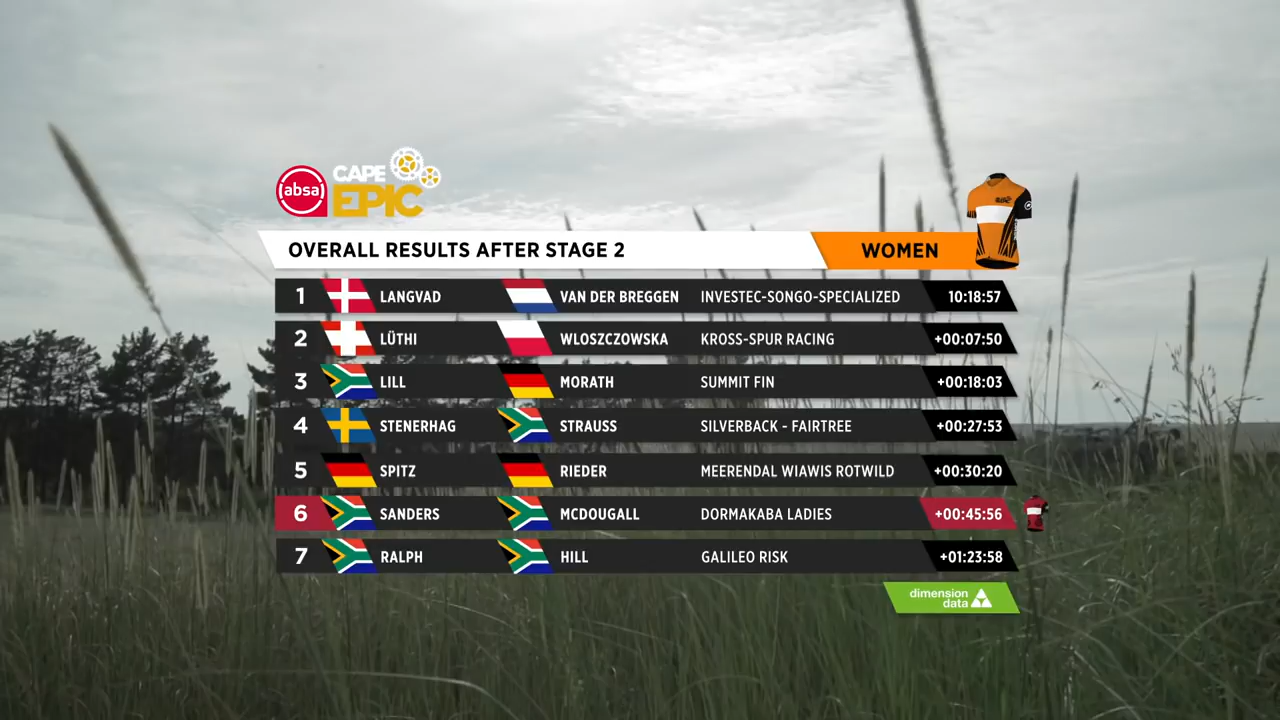 absa CAPE EPIC
OVERALL RESULTS AFTER STAGE 2 WOMEN
1 LANGVAD VAN DER BREGGEN INVESTEC-SONGO-SPECIALIZED 10:18:57
2 LÜTHI WLOSZCZOWSKA KROSS-SPUR RACING +00:07:50
3 LILL MORATH SUMMIT FIN +00:18:03
4 STENERHAG STRAUSS SILVERBACK - FAIRTREE +00:27:53
5 SPITZ RIEDER MEERENDAL WIAWIS ROTWILD +00:30:20
6 SANDERS MCDOUGALL DORMAKABA LADIES +00:45:56
7 RALPH HILL GALILEO RISK +01:23:58
dimension
data